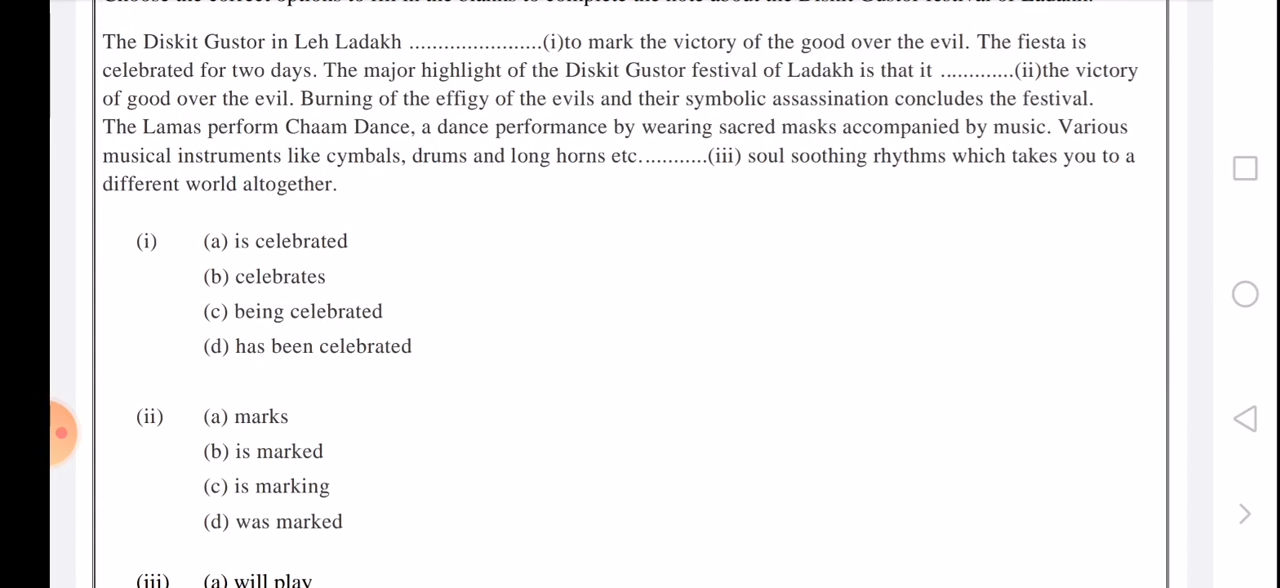 The Diskit Gustor in Leh Ladakh .......................(i)to mark the victory of the good over the evil. The fiesta is
celebrated for two days. The major highlight of the Diskit Gustor festival of Ladakh is that it .............(ii)the victory
of good over the evil. Burning of the effigy of the evils and their symbolic assassination concludes the festival.
The Lamas perform Chaam Dance, a dance performance by wearing sacred masks accompanied by music. Various
musical instruments like cymbals, drums and long horns etc............(iii) soul soothing rhythms which takes you to a
different world altogether.
(i) (a) is celebrated
(b) celebrates
(c) being celebrated
(d) has been celebrated
(ii) (a) marks
(b) is marked
(c) is marking
(d) was marked
(iii) (a) will play